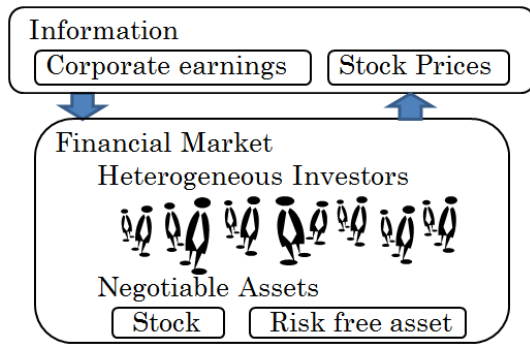 Information
Corporate earnings Stock Prices
Financial Market
Heterogeneous Investors
Negotiable Assets
Stock Risk free asset